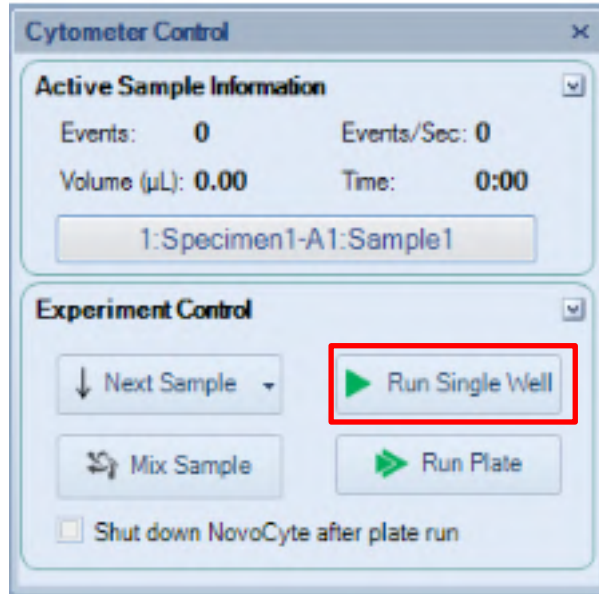 Cytometer Control
Active Sample Information
Events: 0 Events/Sec: 0
Volume (µL): 0.00 Time: 0:00
1:Specimen1-A1:Sample1
Experiment Control
Next Sample Run Single Well
Mix Sample Run Plate
Shut down NovoCyte after plate run